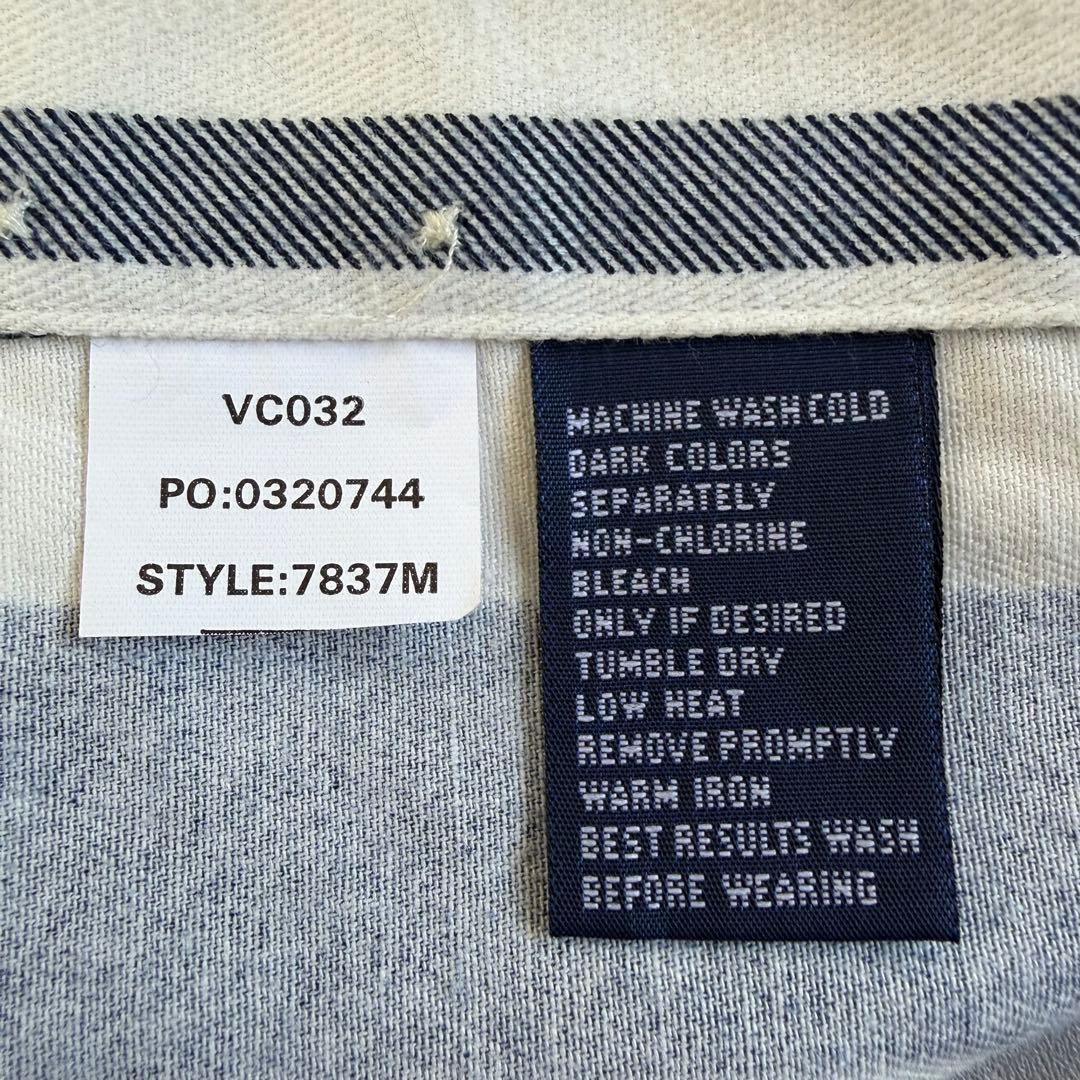 VC032
PO:0320744
STYLE:7837M
MACHINE WASH COLD
DARK COLORS
SEPARATELY
NON-CHLORINE
BLEACH
ONLY IF DESIRED
TUMBLE DRY
LOW HEAT
REMOVE PROMPTLY
WARM IRON
BEST RESULTS WASH
BEFORE WEARING